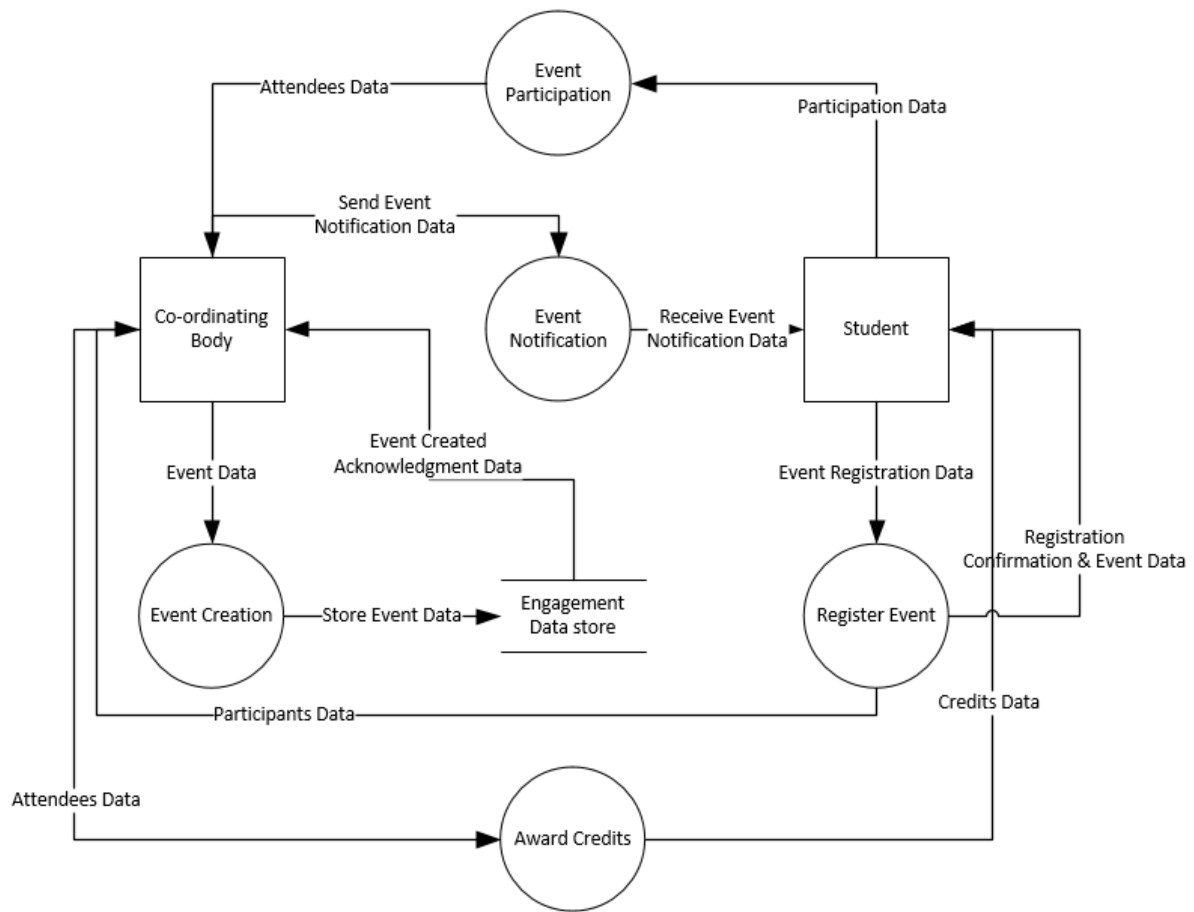 Event
Participation
Attendees Data
Participation Data
Send Event
Notification Data
Co-ordinating
Body
Event
Notification
Receive Event
Notification Data
Student
Event Created
Acknowledgment Data
Event Data
Event Registration Data
Registration
Confirmation & Event Data
Event Creation
Store Event Data
Engagement
Data store
Register Event
Participants Data
Credits Data
Attendees Data
Award Credits